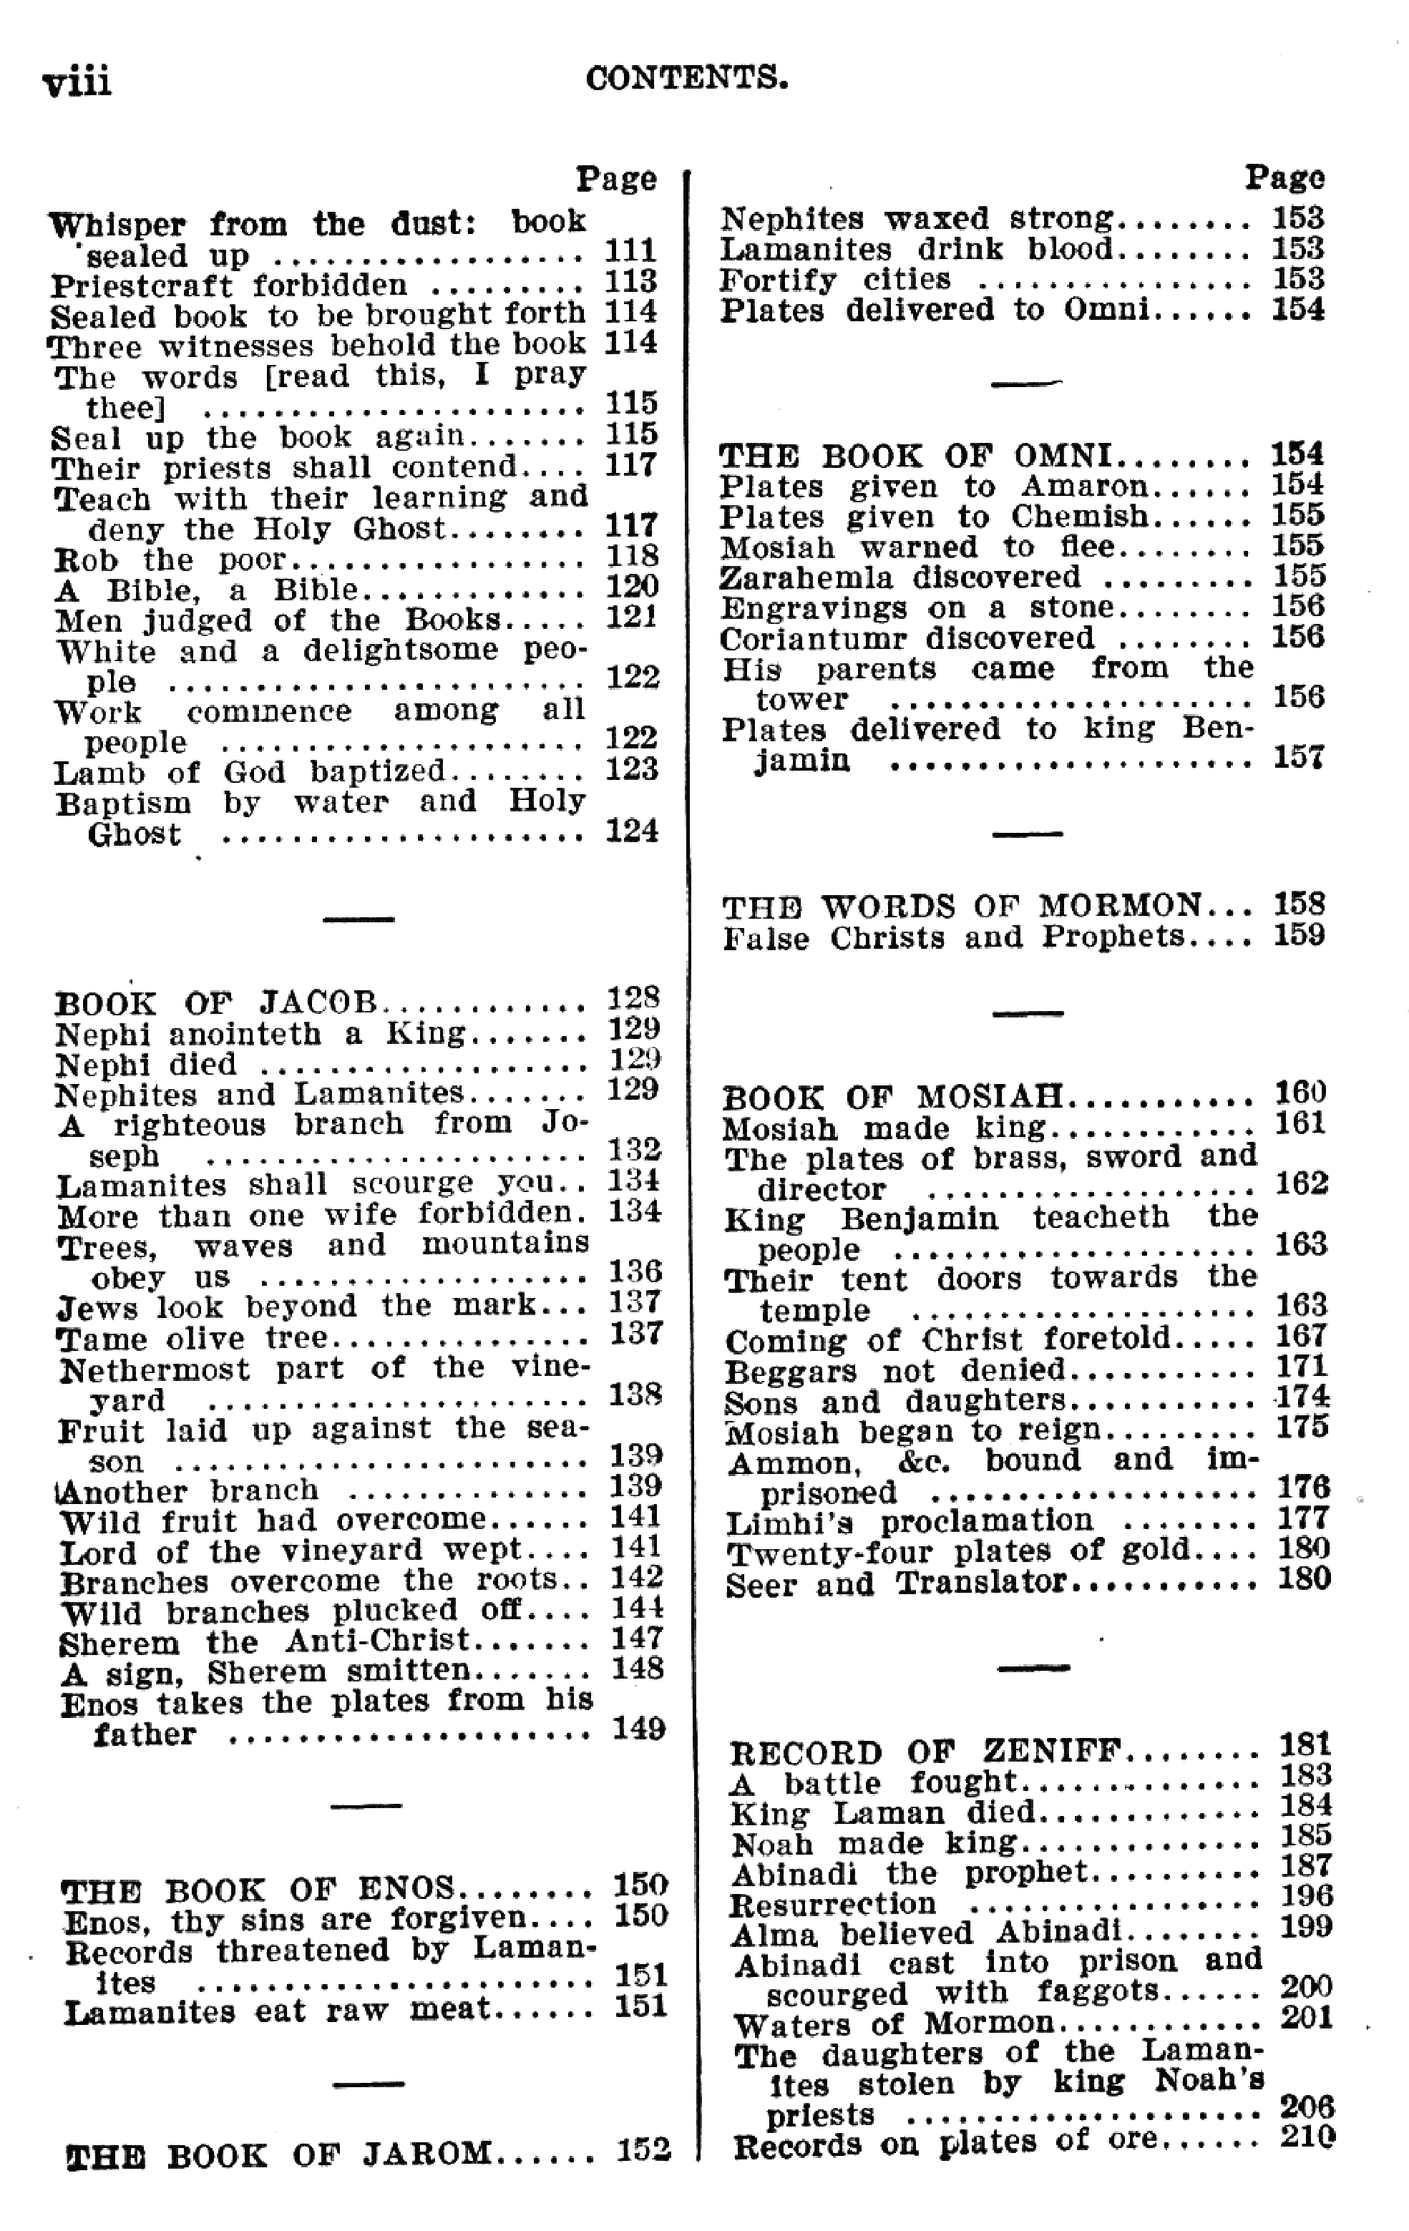 viii
CONTENTS.
Page
Whisper from the dust: book
sealed up .................. 111
Priestcraft forbidden ......... 113
Sealed book to be brought forth 114
Three witnesses behold the book 114
The words [read this, I pray
thee] ...................... 115
Seal up the book again....... 115
Their priests shall contend.... 117
Teach with their learning and
deny the Holy Ghost........ 117
Rob the poor................. 118
A Bible, a Bible............. 120
Men judged of the Books..... 121
White and a delightsome peo-
ple ........................ 122
Work commence among all
people ..................... 122
Lamb of God baptized........ 123
Baptism by water and Holy
Ghost ..................... 124
BOOK OF JACOB............ 128
Nephi anointeth a King....... 129
Nephi died ................... 129
Nephites and Lamanites....... 129
A righteous branch from Jo-
seph ...................... 132
Lamanites shall scourge you.. 134
More than one wife forbidden. 134
Trees, waves and mountains
obey us ................... 136
Jews look beyond the mark... 137
Tame olive tree............... 137
Nethermost part of the vine-
yard ...................... 138
Fruit laid up against the sea-
son ........................ 139
Another branch .............. 139
Wild fruit had overcome...... 141
Lord of the vineyard wept.... 141
Branches overcome the roots.. 142
Wild branches plucked off.... 144
Sherem the Anti-Christ....... 147
A sign, Sherem smitten....... 148
Enos takes the plates from his
father ..................... 149
THE BOOK OF ENOS........ 150
Enos, thy sins are forgiven.... 150
Records threatened by Laman-
ites ....................... 151
Lamanites eat raw meat...... 151
THE BOOK OF JAROM...... 152
Page
Nephites waxed strong........ 153
Lamanites drink blood........ 153
Fortify cities ................ 153
Plates delivered to Omni...... 154
THE BOOK OF OMNI........ 154
Plates given to Amaron...... 154
Plates given to Chemish...... 155
Mosiah warned to flee........ 155
Zarahemla discovered ......... 155
Engravings on a stone........ 156
Coriantumr discovered ........ 156
His parents came from the
tower ..................... 156
Plates delivered to king Ben-
jamin ..................... 157
THE WORDS OF MORMON... 158
False Christs and Prophets.... 159
BOOK OF MOSIAH........... 160
Mosiah made king............ 161
The plates of brass, sword and
director ................... 162
King Benjamin teacheth the
people ..................... 163
Their tent doors towards the
temple .................... 163
Coming of Christ foretold..... 167
Beggars not denied........... 171
Sons and daughters........... 174
Mosiah began to reign......... 175
Ammon, &c. bound and im-
prisoned ................... 176
Limhi's proclamation ........ 177
Twenty-four plates of gold.... 180
Seer and Translator........... 180
RECORD OF ZENIFF........ 181
A battle fought.............. 183
King Laman died............. 184
Noah made king.............. 185
Abinadi the prophet.......... 187
Resurrection ................. 196
Alma believed Abinadi........ 199
Abinadi cast into prison and
scourged with faggots...... 200
Waters of Mormon............ 201
The daughters of the Laman-
ites stolen by king Noah's
priests ..................... 206
Records on plates of ore...... 210